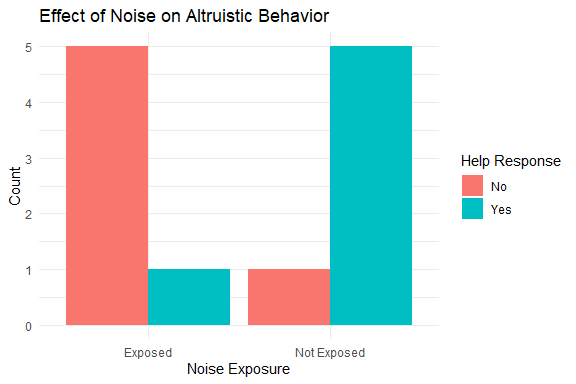 Effect of Noise on Altruistic Behavior
5
4
3
2
1
0
Count
Exposed
Not Exposed
Noise Exposure
Help Response
No
Yes